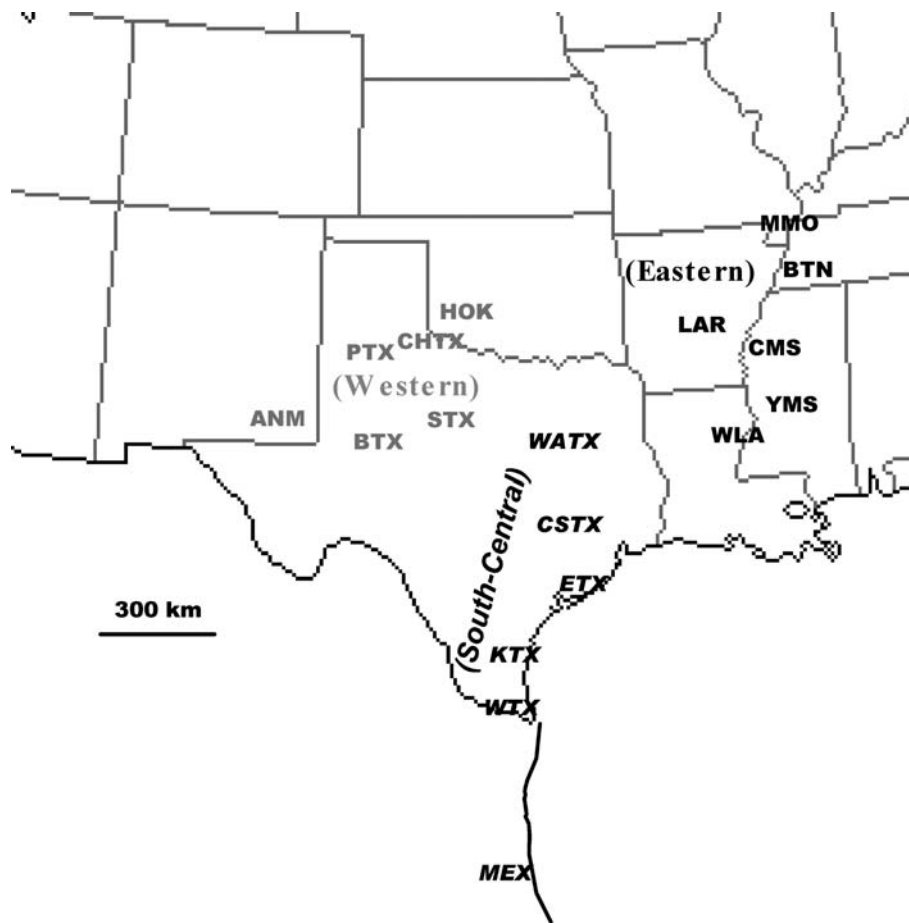 MMO
(Eastern)
BTN
HOK
LAR
CHTX
PTX
CMS
(Western)
YMS
ANM
STX
BTX
WATX
WLA
(South-Central)
CSTX
ETX
300 km
KTX
WTX
MEX